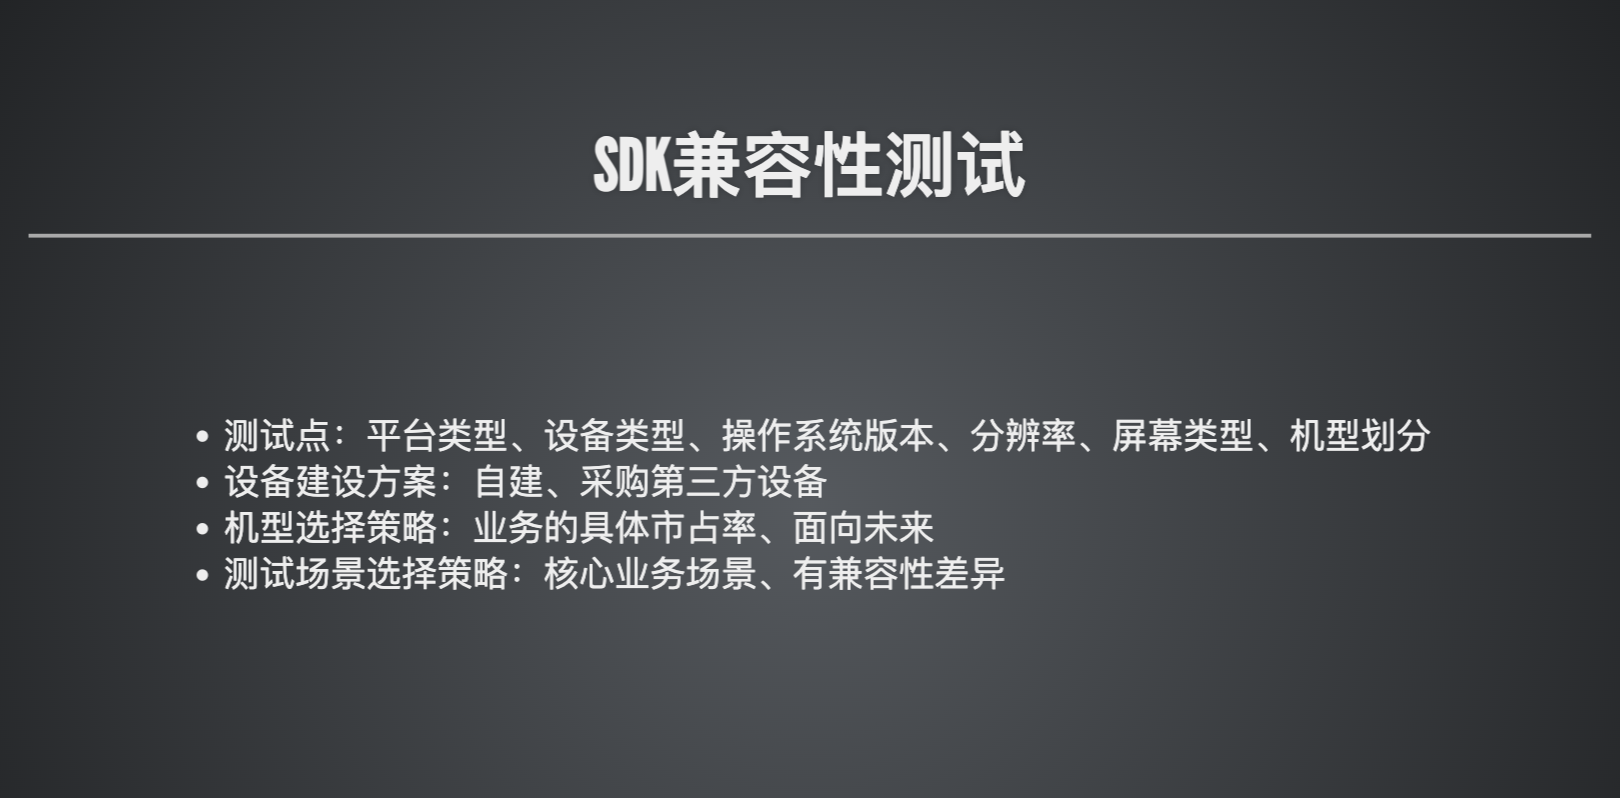 SDK兼容性测试
测试点：平台类型、设备类型、操作系统版本、分辨率、屏幕类型、机型划分
设备建设方案：自建、采购第三方设备
机型选择策略：业务的具体市占率、面向未来
测试场景选择策略：核心业务场景、有兼容性差异